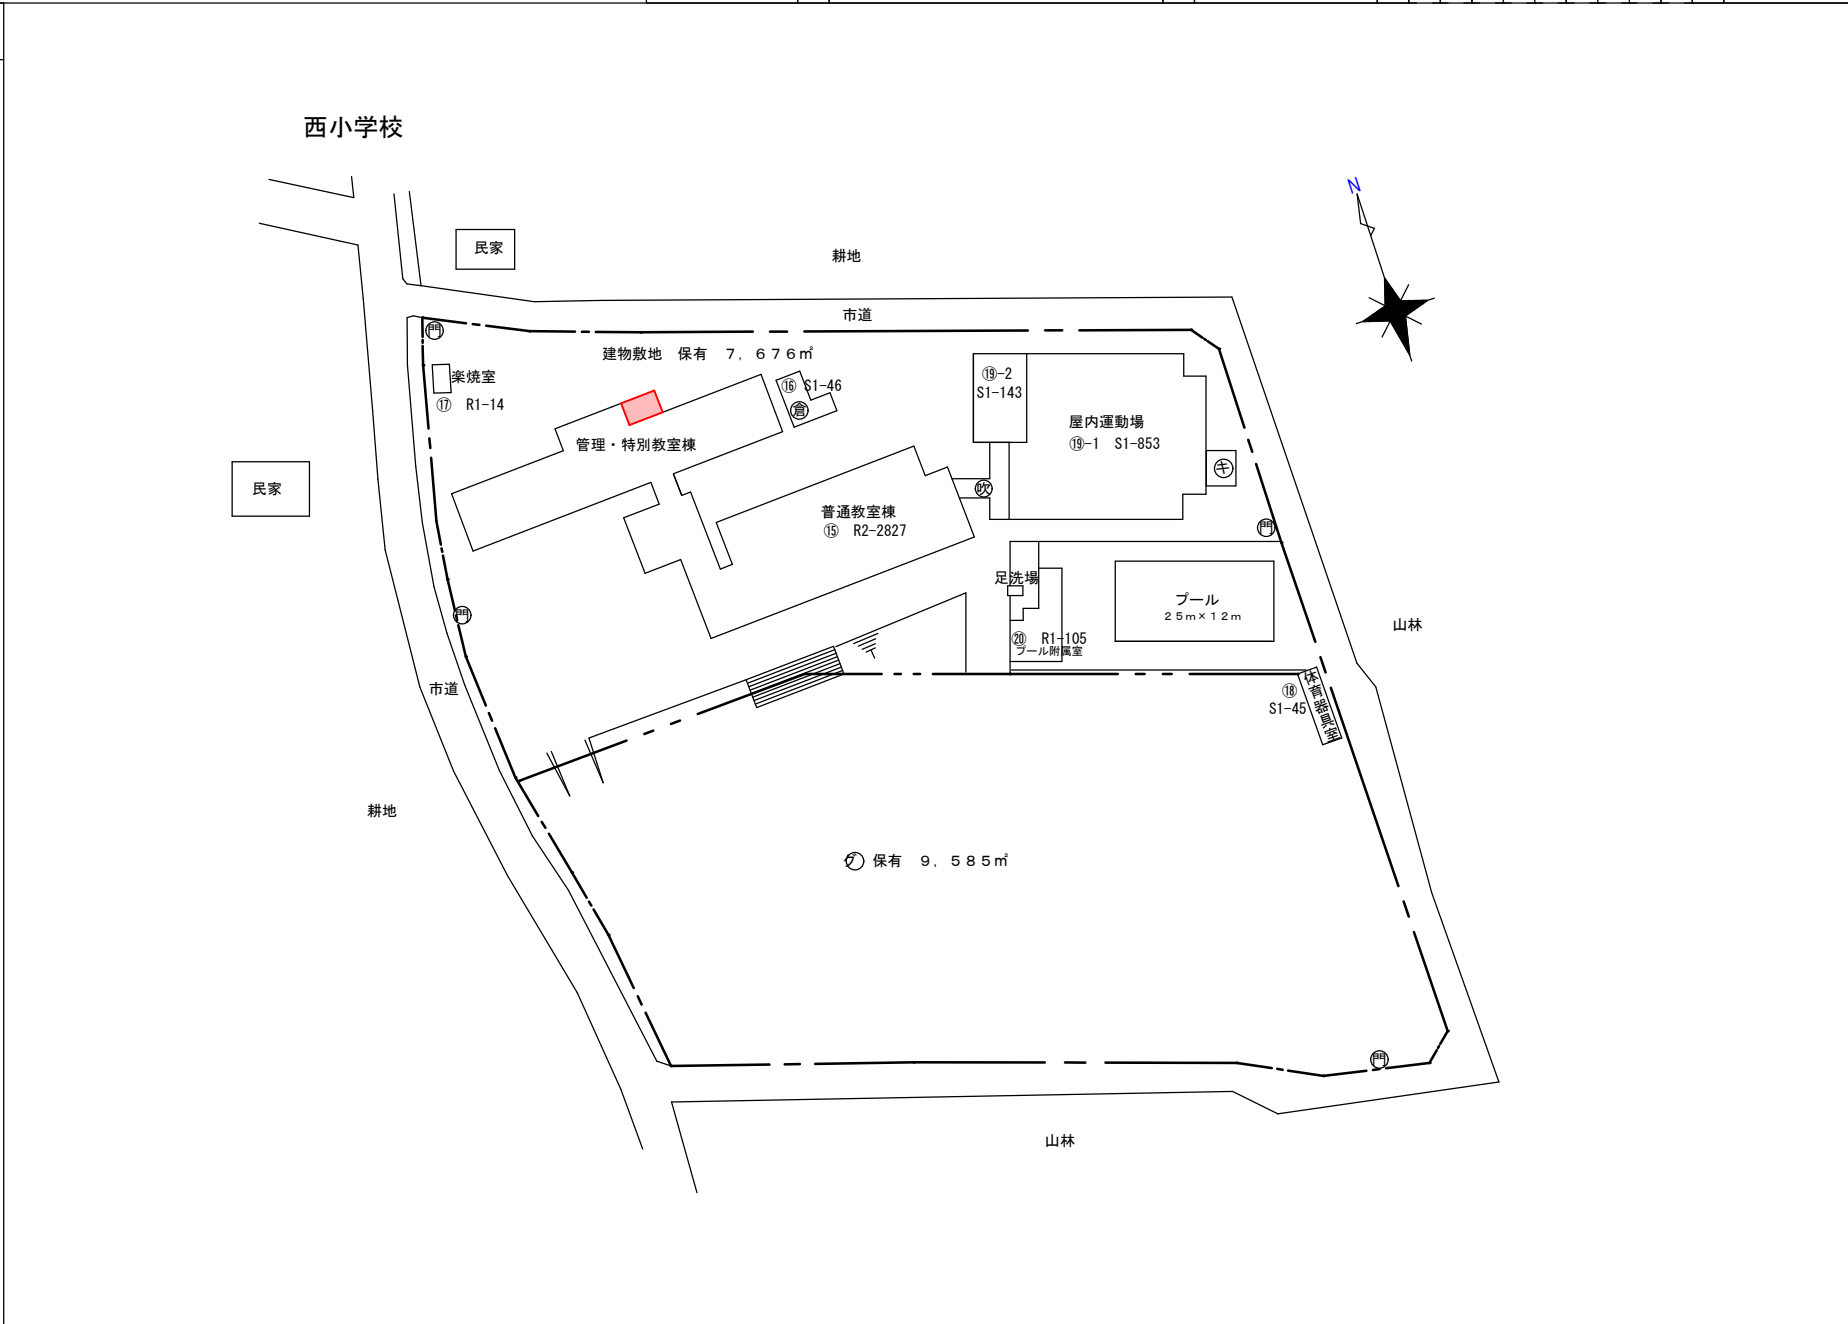 西小学校
N
民家
耕地
市道
門
建物敷地　保有　７，６７６㎡
楽焼室
⑰　R1-14
⑯ S1-46
倉
⑲-2
S1-143
屋内運動場
⑲-1　S1-853
管理・特別教室棟
キ
民家
吹
普通教室棟
⑮　R2-2827
門
足洗場
プール
２５ｍ×１２ｍ
門
山林
⑳　R1-105
プール附属室
市道
体育器具室
⑱
S1-45
耕地
グ 保有　９，５８５㎡
門
山林